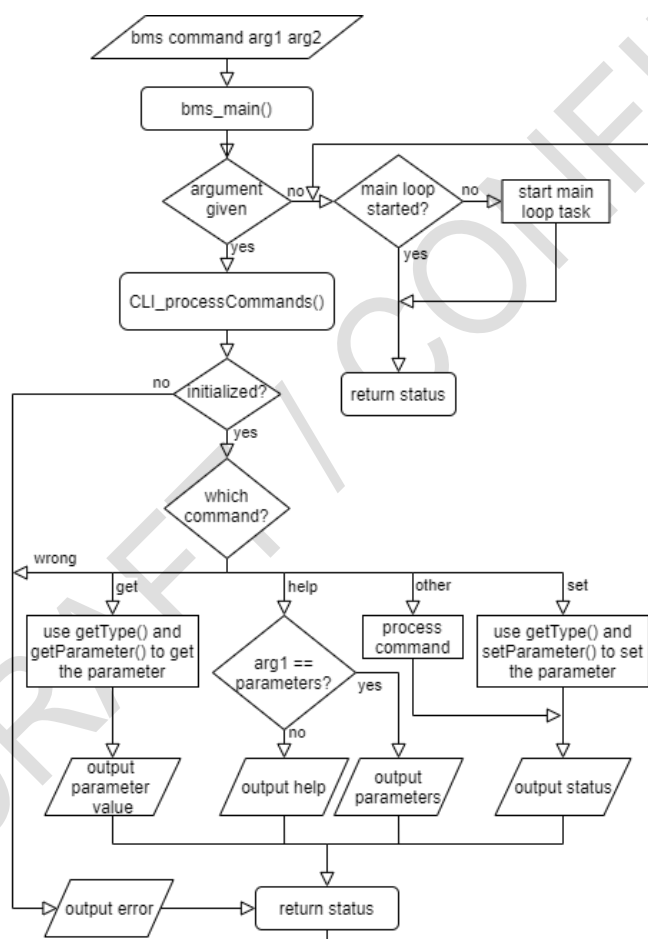 bms command arg1 arg2
bms_main()
argument
given
no
main loop
started?
no
start main
loop task
yes
yes
CLI_processCommands()
return status
no
initialized?
yes
which
command?
wrong
get
help
other
set
use getType() and
getParameter() to get
the parameter
arg1 ==
parameters?
process
command
use getType() and
setParameter() to set
the parameter
yes
no
output
parameter
value
output help
output
parameters
output status
output error
return status
DRAFT / CONFI